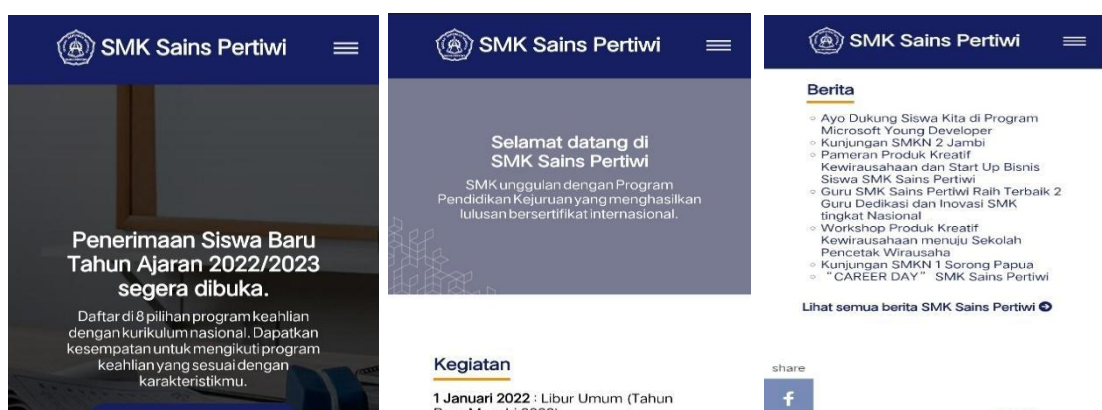 SMK Sains Pertiwi
Penerimaan Siswa Baru
Tahun Ajaran 2022/2023
segera dibuka.
Daftar di 8 pilihan program keahlian
dengan kurikulum nasional. Dapatkan
kesempatan untuk mengikuti program
keahlian yang sesuai dengan
karakteristikmu.
SMK Sains Pertiwi
Selamat datang di
SMK Sains Pertiwi
SMK unggulan dengan Program
Pendidikan Kejuruan yang menghasilkan
lulusan bersertifikat internasional.
Kegiatan
1 Januari 2022 : Libur Umum (Tahun
SMK Sains Pertiwi
Berita
◦ Ayo Dukung Siswa Kita di Program
Microsoft Young Developer
◦ Kunjungan SMKN 2 Jambi
◦ Pameran Produk Kreatif
Kewirausahaan dan Start Up Bisnis
Siswa SMK Sains Pertiwi
◦ Guru SMK Sains Pertiwi Raih Terbaik 2
Guru Dedikasi dan Inovasi SMK
tingkat Nasional
◦ Workshop Produk Kreatif
Kewirausahaan menuju Sekolah
Pencetak Wirausaha
◦ Kunjungan SMKN 1 Sorong Papua
◦ “CAREER DAY” SMK Sains Pertiwi
Lihat semua berita SMK Sains Pertiwi
share
f